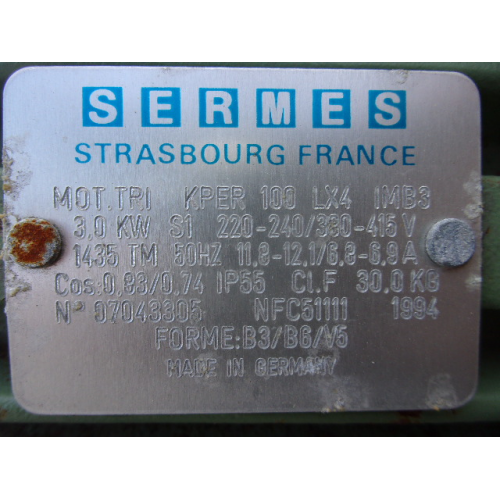 SERMES
STRASBOURG FRANCE
MOT.TRI KPER 100 LX4 IMB3
3,0 KW S1 220-240/380-415 V
1435 TM 50HZ 11,8-12,1/6,8-6,9 A
Cos:0,83/0,74 IP55 Cl.F 30,0 KG
N° 07043305 NFC51111 1994
FORME:B3/B6/V5
MADE IN GERMANY